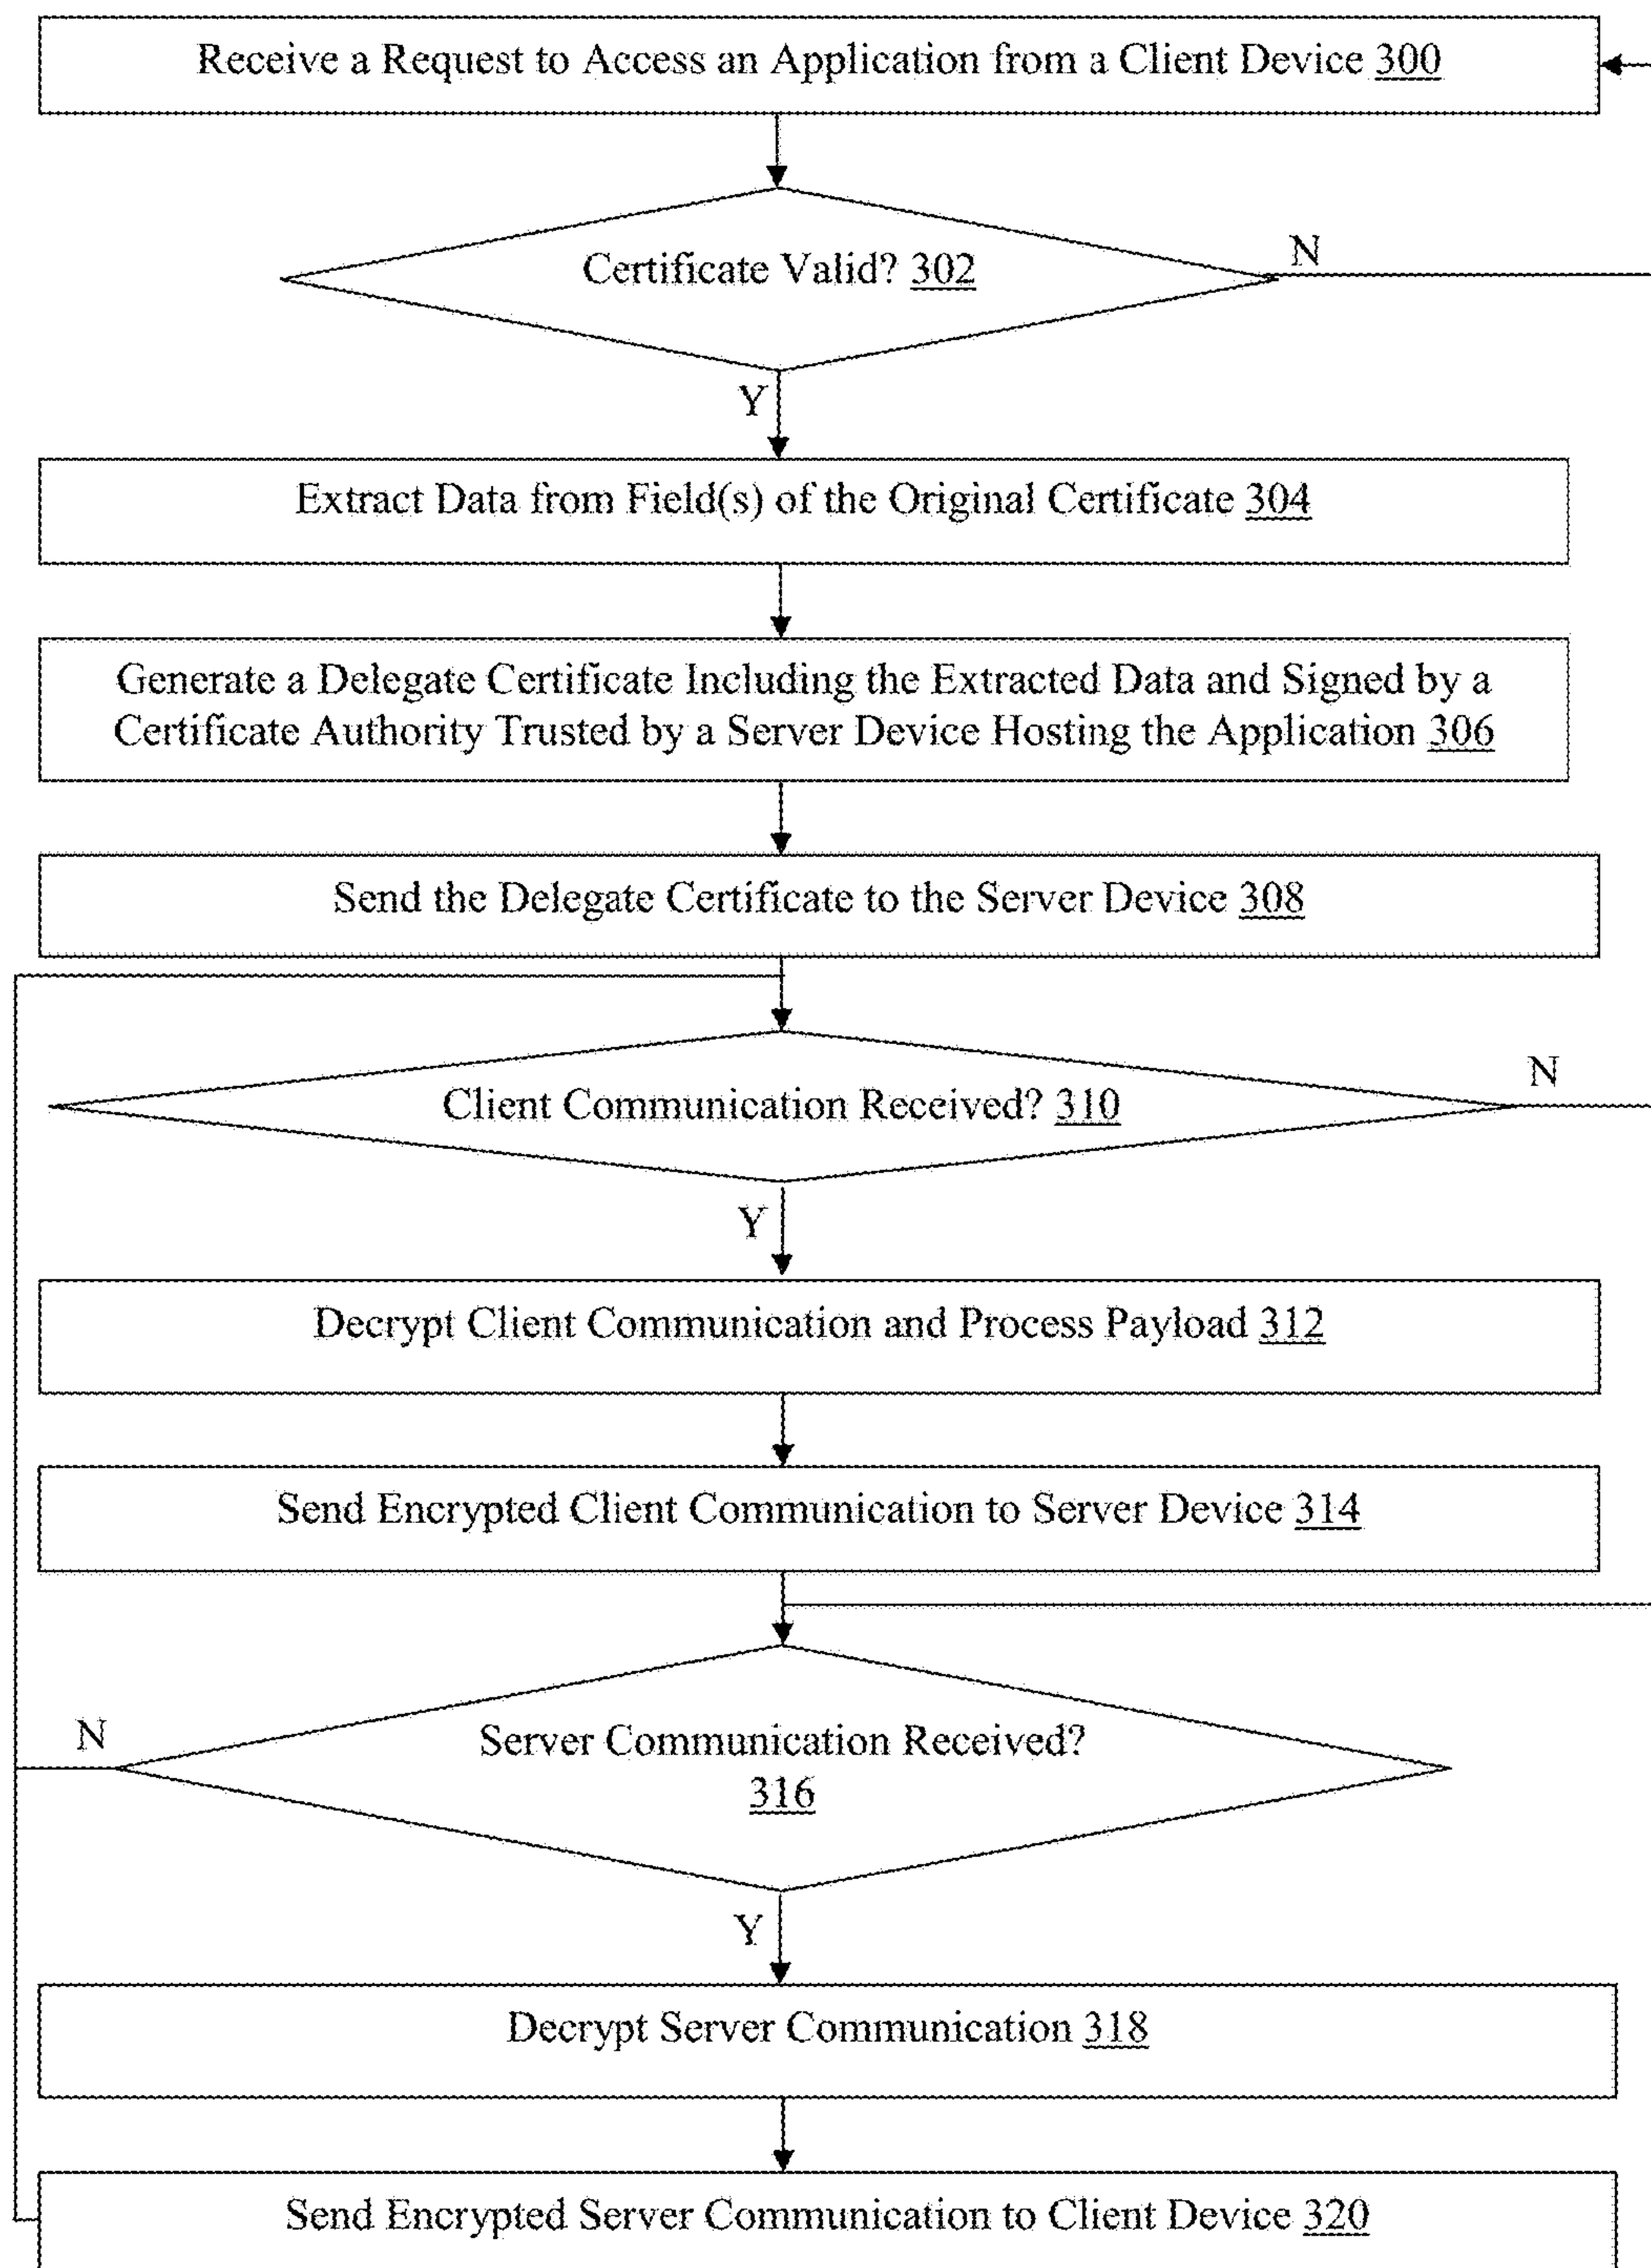 Receive a Request to Access an Application from a Client Device 300
Certificate Valid? 302
N
Y
Extract Data from Field(s) of the Original Certificate 304
Generate a Delegate Certificate Including the Extracted Data and Signed by a
Certificate Authority Trusted by a Server Device Hosting the Application 306
Send the Delegate Certificate to the Server Device 308
N
Client Communication Received? 310
Y
Decrypt Client Communication and Process Payload 312
Send Encrypted Client Communication to Server Device 314
N
Server Communication Received?
316
Y
Decrypt Server Communication 318
Send Encrypted Server Communication to Client Device 320